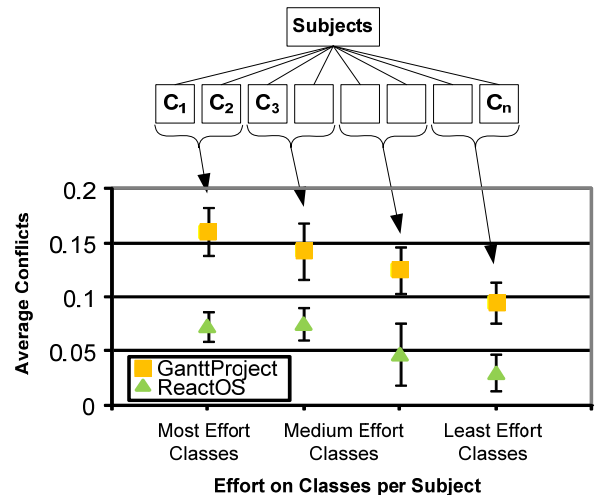 Subjects
C1 C2 C3 Cn
0.2
0.15
0.1
0.05
0
Average Conflicts
GanttProject
ReactOS
Most Effort Medium Effort Least Effort
Classes Classes Classes
Effort on Classes per Subject